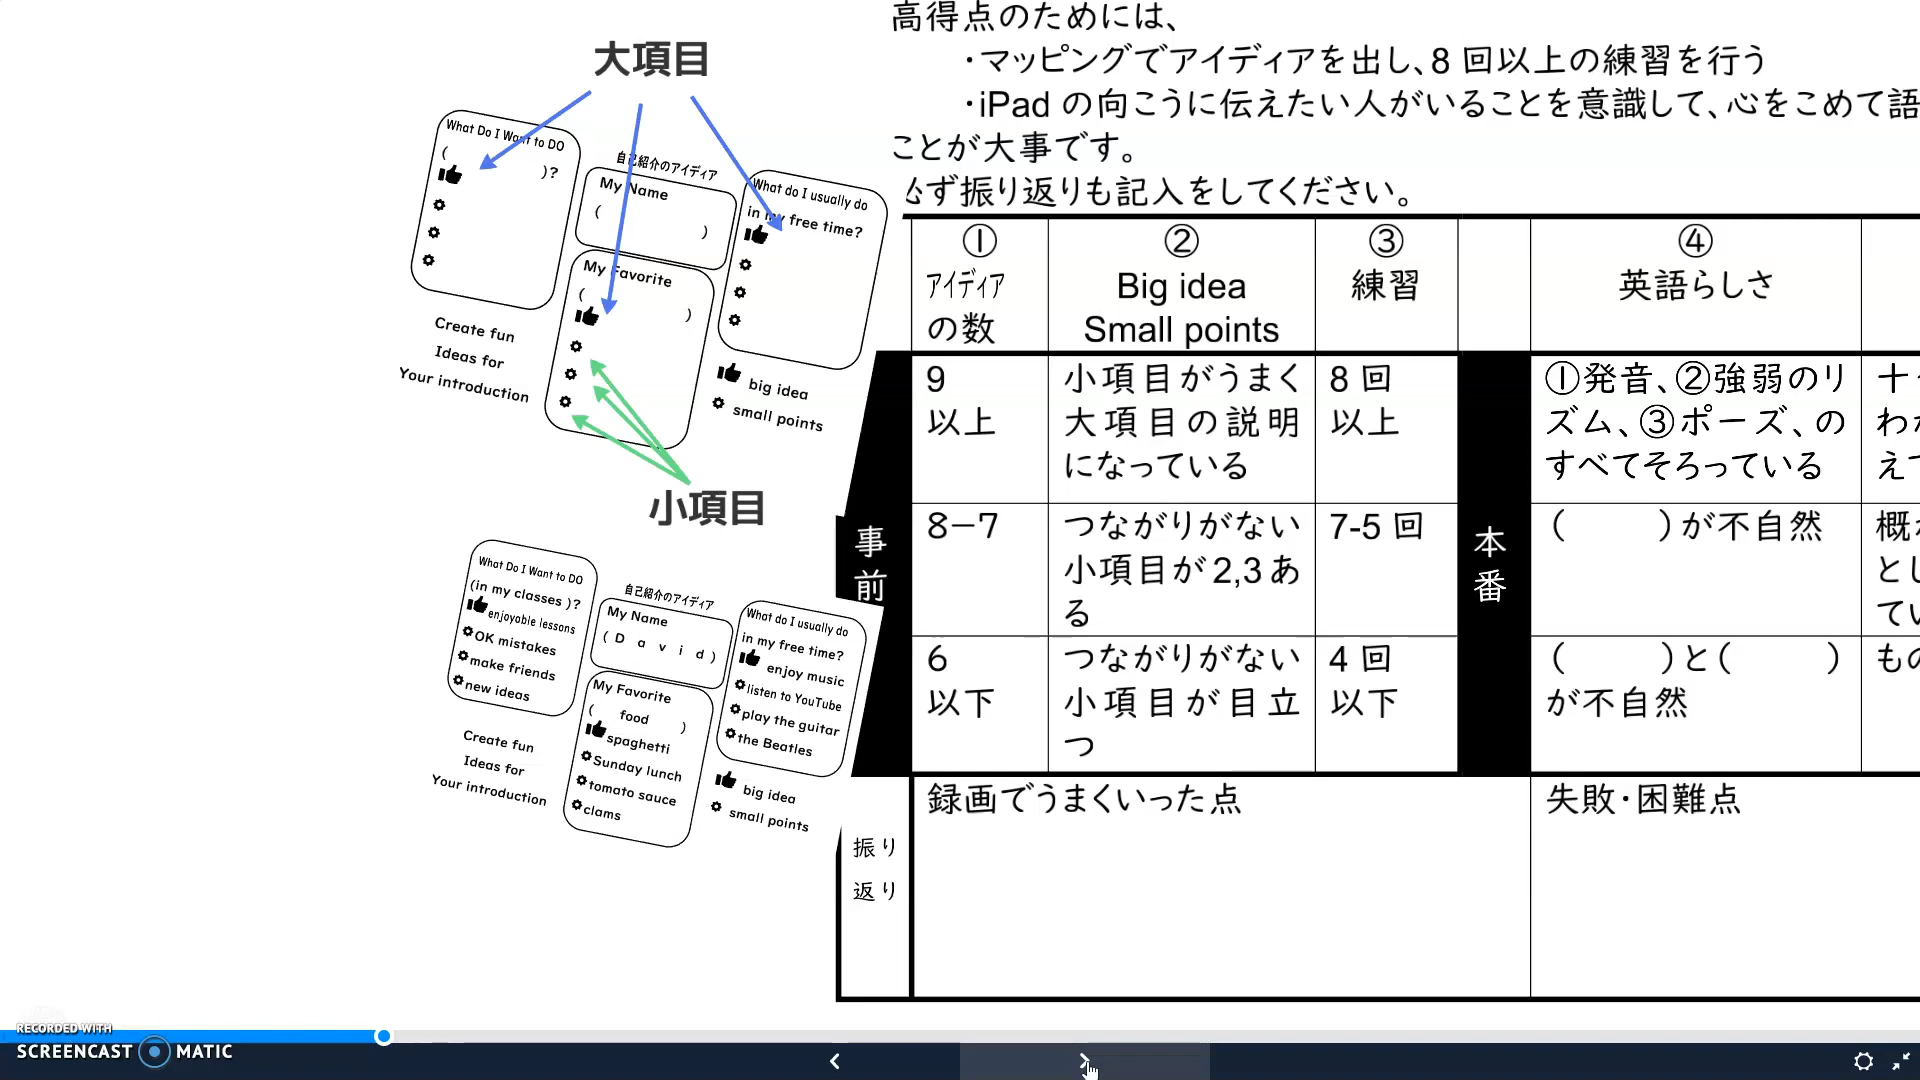 大項目
What Do I Want to DO
(
)?
自己紹介のアイディア
My Name
(
)
What do I usually do
in my free time?
My Favorite
(
)
Create fun
Ideas for
Your introduction
big idea
small points
小項目
What Do I Want to DO
(in my classes )?
enjoyable lessons
OK mistakes
make friends
new ideas
自己紹介のアイディア
My Name
( D a v i d )
What do I usually do
in my free time?
enjoy music
listen to YouTube
play the guitar
the Beatles
My Favorite
( food )
spaghetti
Sunday lunch
tomato sauce
clams
Create fun
Ideas for
Your introduction
big idea
small points
高得点のためには、
・マッピングでアイディアを出し、8 回以上の練習を行う
・iPad の向こうに伝えたい人がいることを意識して、心をこめて語
ことが大事です。
必ず振り返りも記入をしてください。
①
アイディア
の数
②
Big idea
Small points
③
練習
④
英語らしさ
事
前
9
以上
小項目がうまく
大項目の説明
になっている
8 回
以上
本
番
①発音、②強弱のリ
ズム、③ポーズ、の
すべてそろっている
わ
え
8−7
つながりがない
小項目が 2,3 あ
る
7-5 回
( )が不自然
概
とし
てい
6
以下
つながりがない
小項目が目立
つ
4 回
以下
( )と( )
が不自然
もの
振り
返り
録画でうまくいった点
失敗・困難点
RECORDED WITH
SCREENCAST MATIC